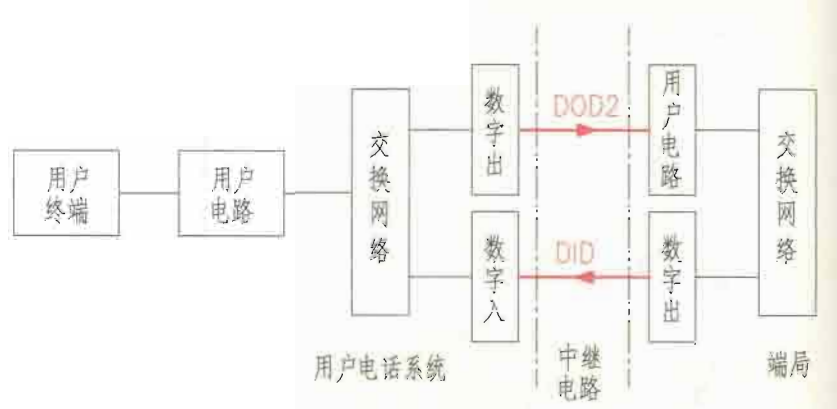 用户
终端
用户
电路
交换网络
数字出
DOD2
用户电路
交换网络
数字入
DID
数字出
用户电话系统
中继
电路
端局